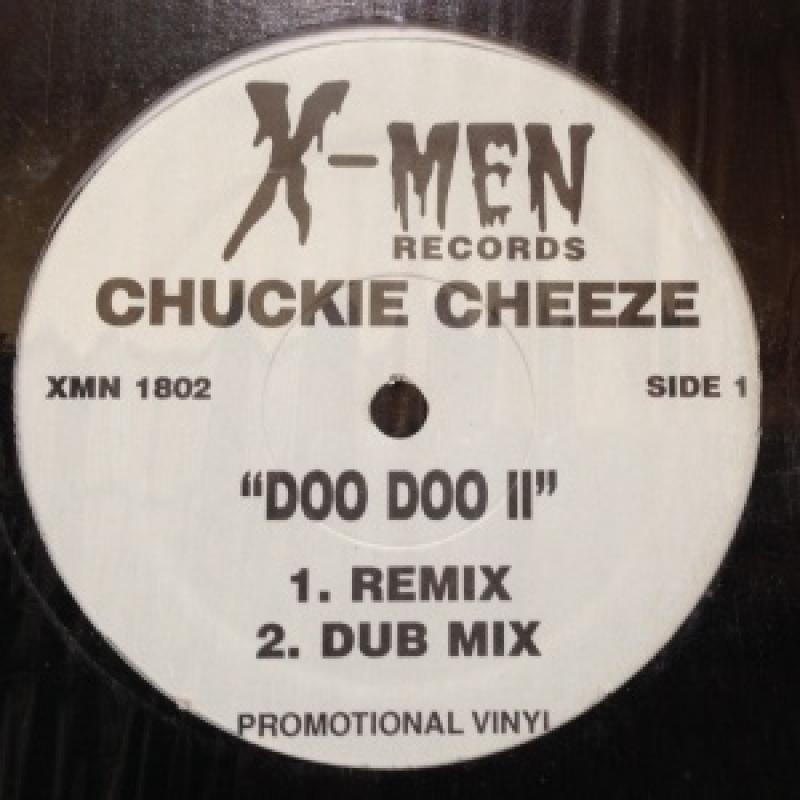 X-MEN
RECORDS
CHUCKIE CHEEZE
XMN 1802
SIDE 1
“DOO DOO II”
1. REMIX
2. DUB MIX
PROMOTIONAL VINYL